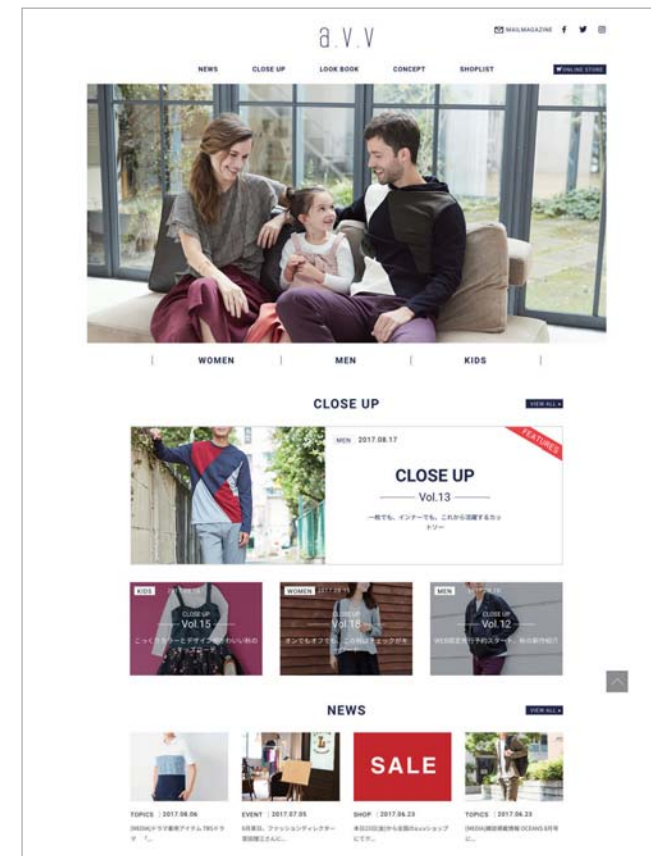 a.v.v
MAILMAGAZINE
NEWS CLOSE UP LOOK BOOK CONCEPT SHOPLIST ONLINE STORE
WOMEN MEN KIDS
CLOSE UP
VIEW ALL
MEN 2017.08.17
FEATURES
CLOSE UP
Vol.13
一枚でも、インナーでも、これから活躍するカッ
トソー
KIDS
CLOSE UP
Vol.15
WOMEN
CLOSE UP
Vol.18
MEN
CLOSE UP
Vol.12
NEWS
VIEW ALL
SALE
TOPICS | 2017.08.06
EVENT | 2017.07.05
SHOP | 2017.06.23
TOPICS | 2017.06.23